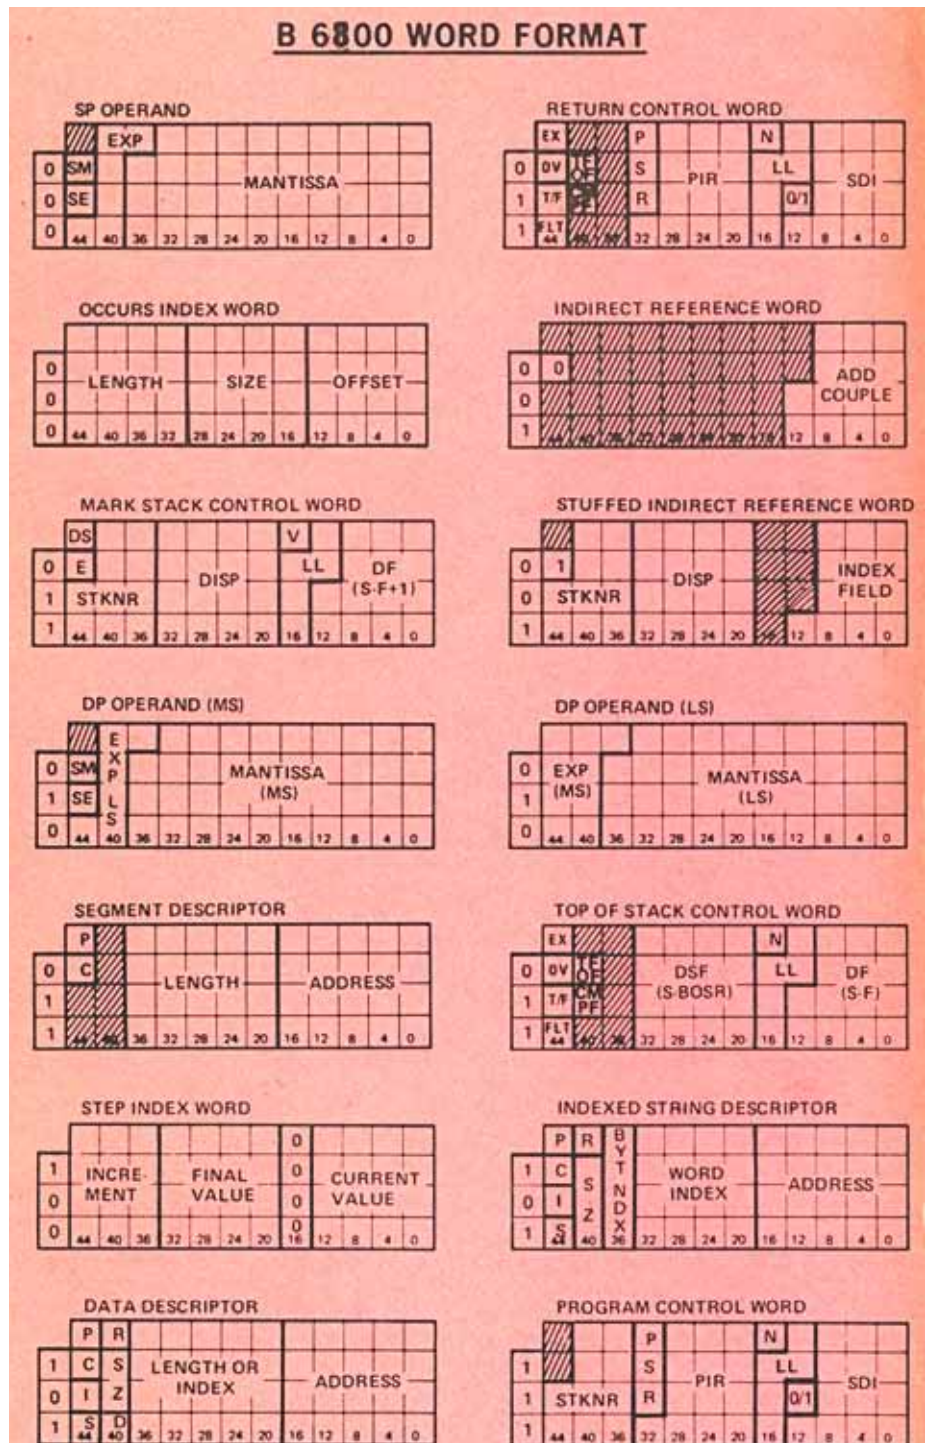 B 6800 WORD FORMAT
SP OPERAND
EXP
0 SM
MANTISSA
0 SE
0 44 40 36 32 28 24 20 16 12 8 4 0
RETURN CONTROL WORD
EX P N
0 OV TE OF S PIR LL SDI
1 T/F R 0/1
1 FLT
44 32 28 24 20 16 12 8 4 0
OCCURS INDEX WORD
0
LENGTH SIZE OFFSET
0
0 44 40 36 32 28 24 20 16 12 8 4 0
INDIRECT REFERENCE WORD
0 0 ADD
0 COUPLE
1 12 8 4 0
MARK STACK CONTROL WORD
DS V
0 E DISP LL DF
1 STKNR (S-F+1)
1 44 40 36 32 28 24 20 16 12 8 4 0
STUFFED INDIRECT REFERENCE WORD
0 1 DISP INDEX
0 STKNR FIELD
1 44 40 36 32 28 24 20 12 8 4 0
DP OPERAND (MS)
EXP LS
0 SM MANTISSA
1 SE (MS)
0 44 40 36 32 28 24 20 16 12 8 4 0
DP OPERAND (LS)
0 EXP MANTISSA
1 (MS) (LS)
0 44 40 36 32 28 24 20 16 12 8 4 0
SEGMENT DESCRIPTOR
P
0 C
LENGTH ADDRESS
1
1 36 32 28 24 20 16 12 8 4 0
TOP OF STACK CONTROL WORD
EX N
0 OV TE OF DSF LL DF
1 T/F CM PF (S-BOSR) (S-F)
1 FLT
44 32 28 24 20 16 12 8 4 0
STEP INDEX WORD
0
1 INCRE- FINAL 0 CURRENT
0 MENT VALUE 0 VALUE
0 0
44 40 36 32 28 24 20 16 12 8 4 0
INDEXED STRING DESCRIPTOR
P R BYT NDX
1 C S WORD ADDRESS
0 I Z INDEX
1 S
44 40 36 32 28 24 20 16 12 8 4 0
DATA DESCRIPTOR
P R
1 C S LENGTH OR ADDRESS
0 I Z INDEX
1 S D
44 40 36 32 28 24 20 16 12 8 4 0
PROGRAM CONTROL WORD
P N
1 S PIR LL SDI
1 STKNR R 0/1
1 44 40 36 32 28 24 20 16 12 8 4 0